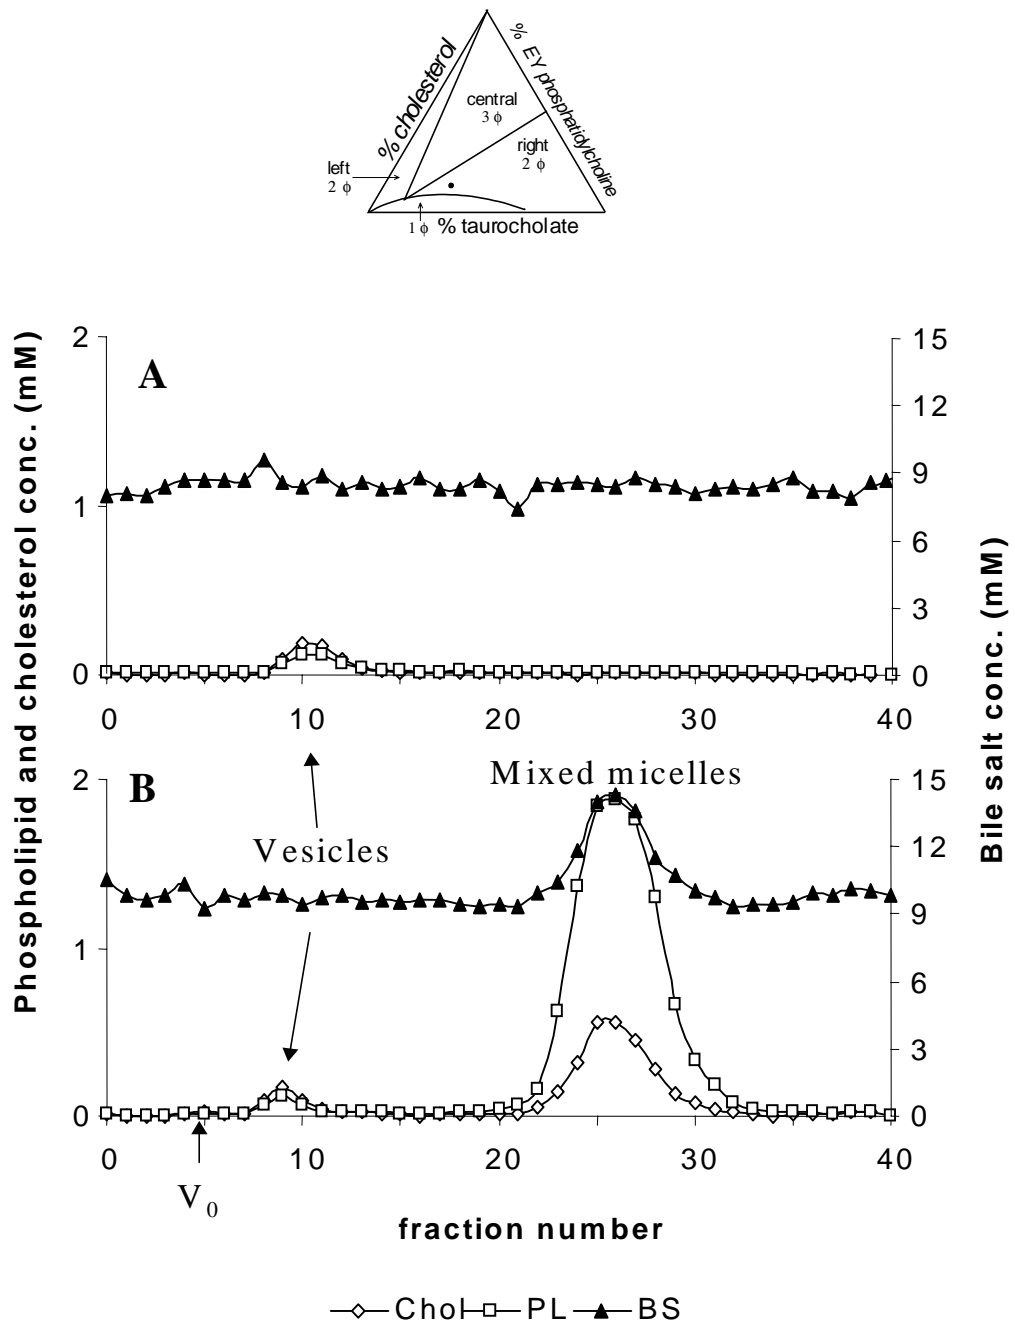 % cholesterol
% EY phosphatidylcholine
central
3 ϕ
right
2 ϕ
left
2 ϕ
1 ϕ
% taurocholate
Phospholipid and cholesterol conc. (mM)
Bile salt conc. (mM)
A
2
1
0
15
12
9
6
3
0
0 10 20 30 40
B
Mixed micelles
Vesicles
2
1
0
15
12
9
6
3
0
0 10 20 30 40
V0
fraction number
Chol PL BS